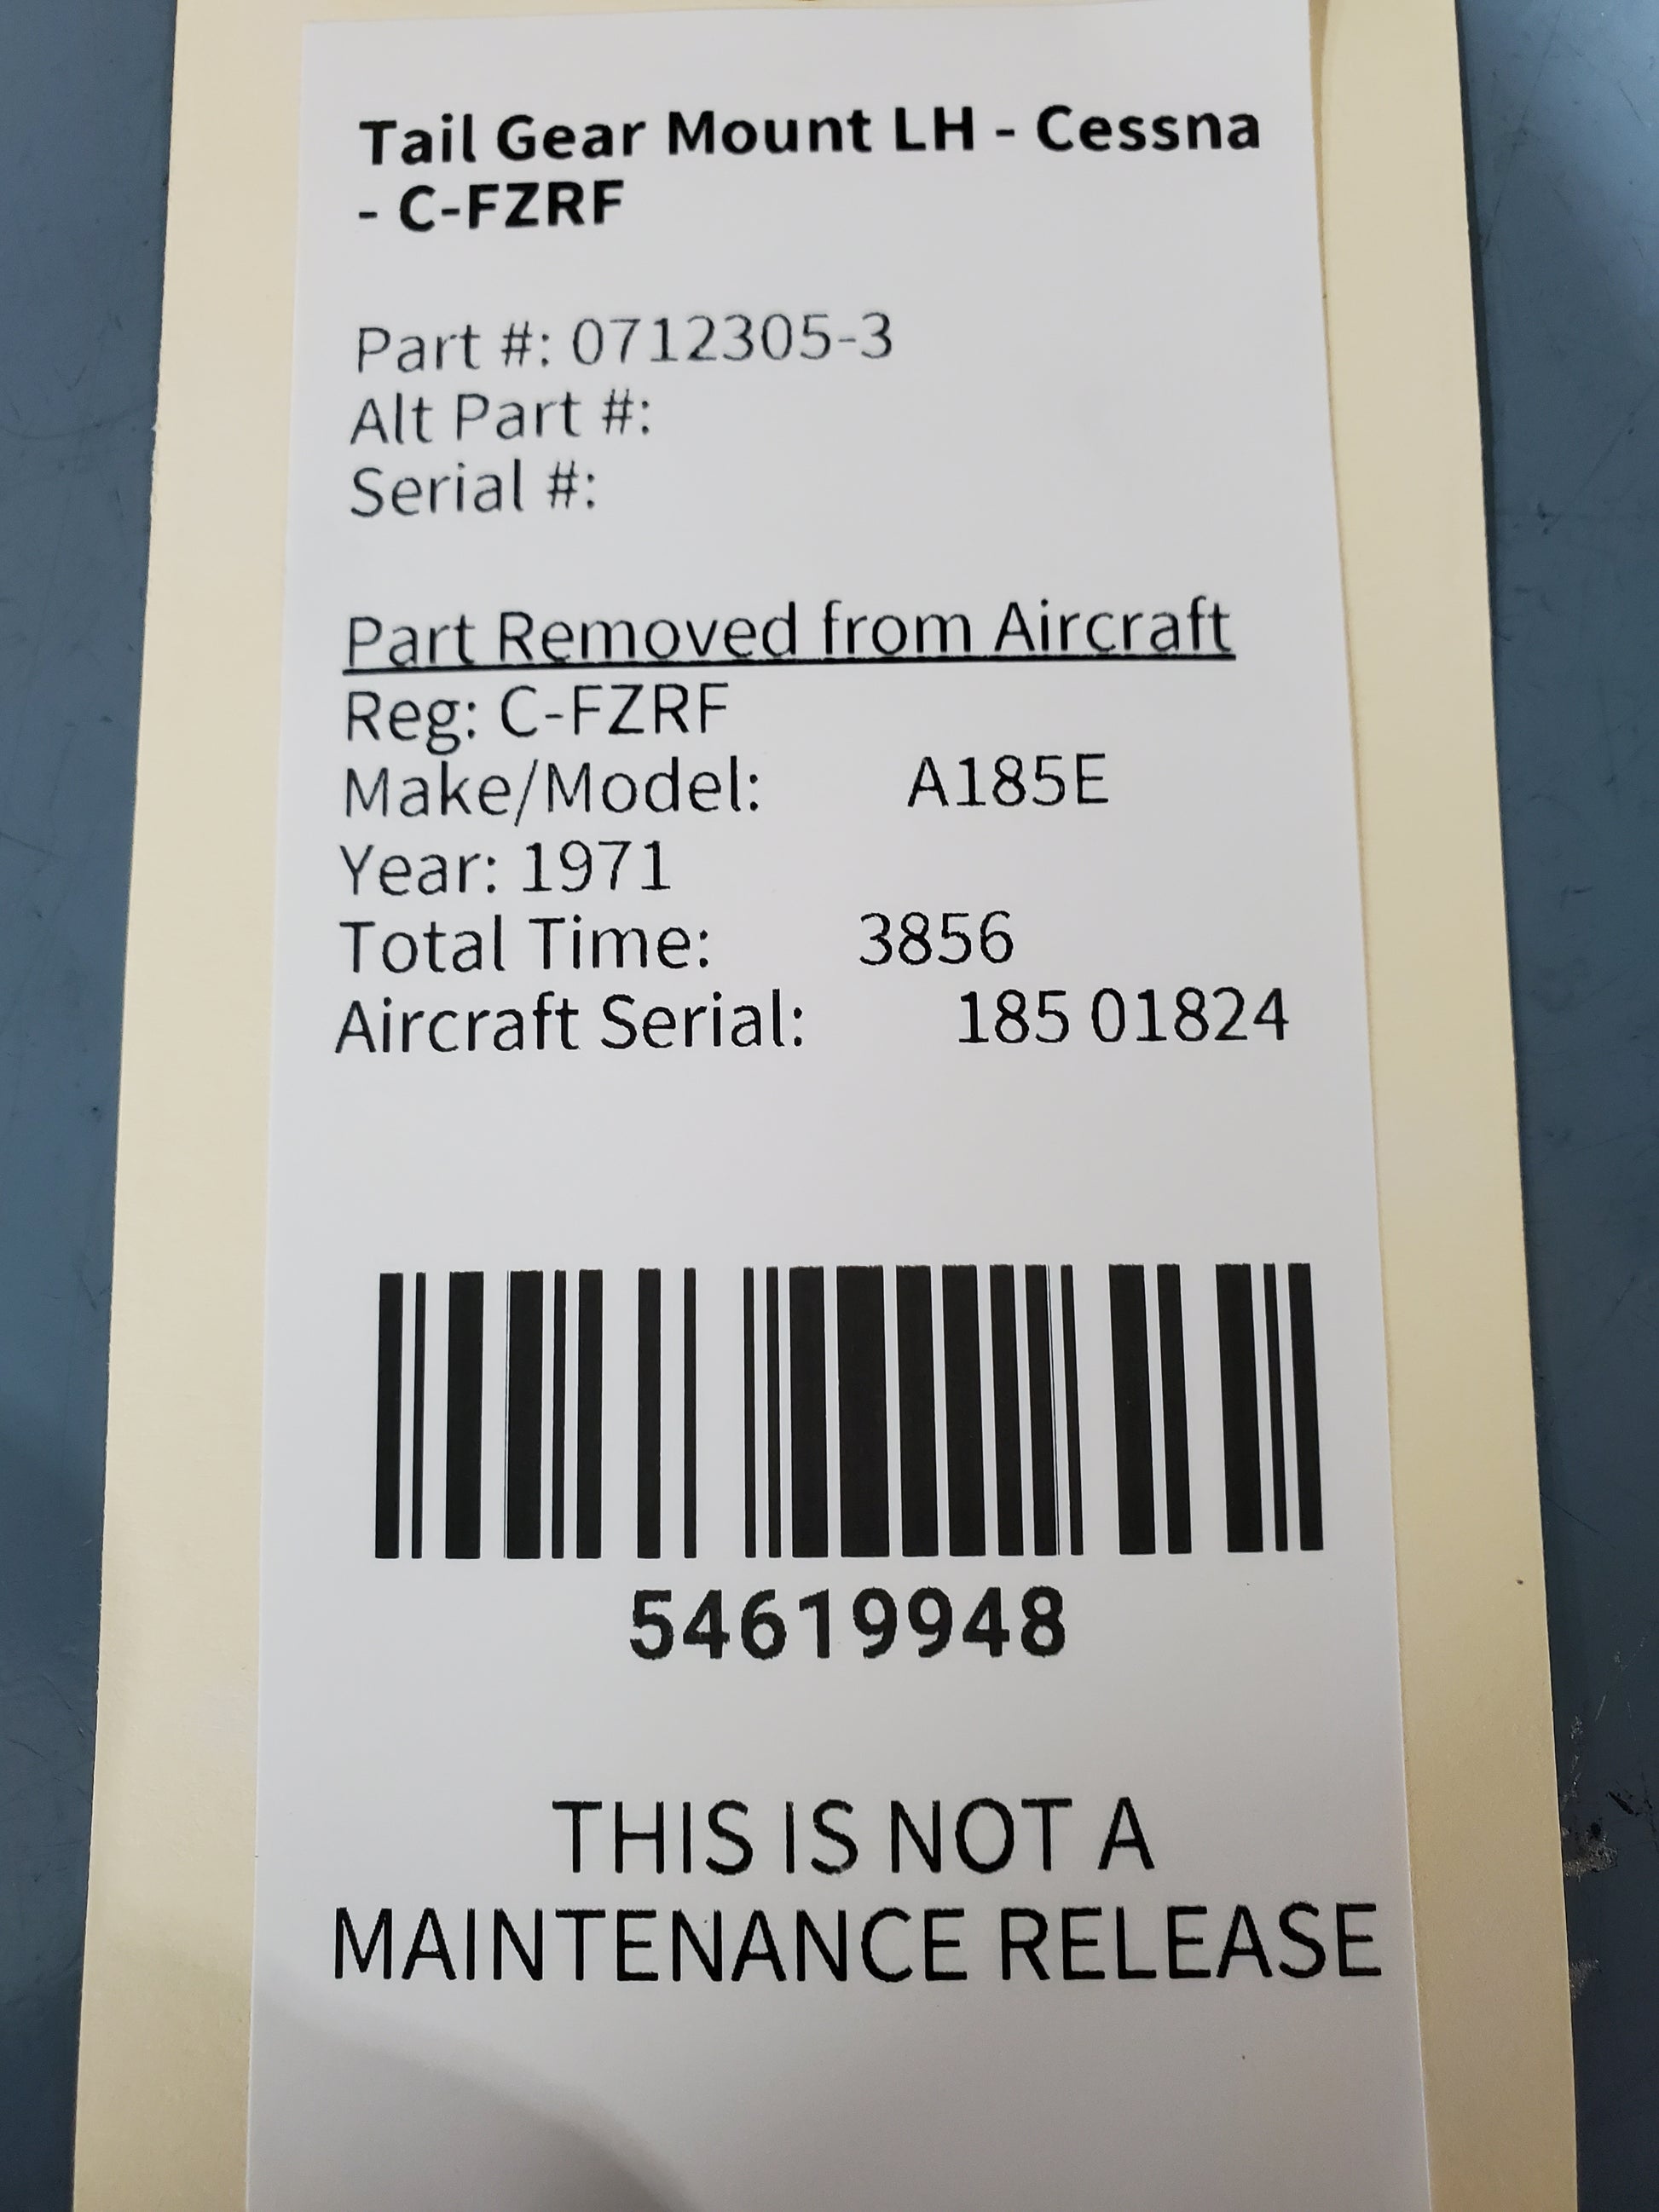 Tail Gear Mount LH - Cessna
- C-FZRF
Part #: 0712305-3
Alt Part #:
Serial #:
Part Removed from Aircraft
Reg: C-FZRF
Make/Model: A185E
Year: 1971
Total Time: 3856
Aircraft Serial: 185 01824
54619948
THIS IS NOT A
MAINTENANCE RELEASE